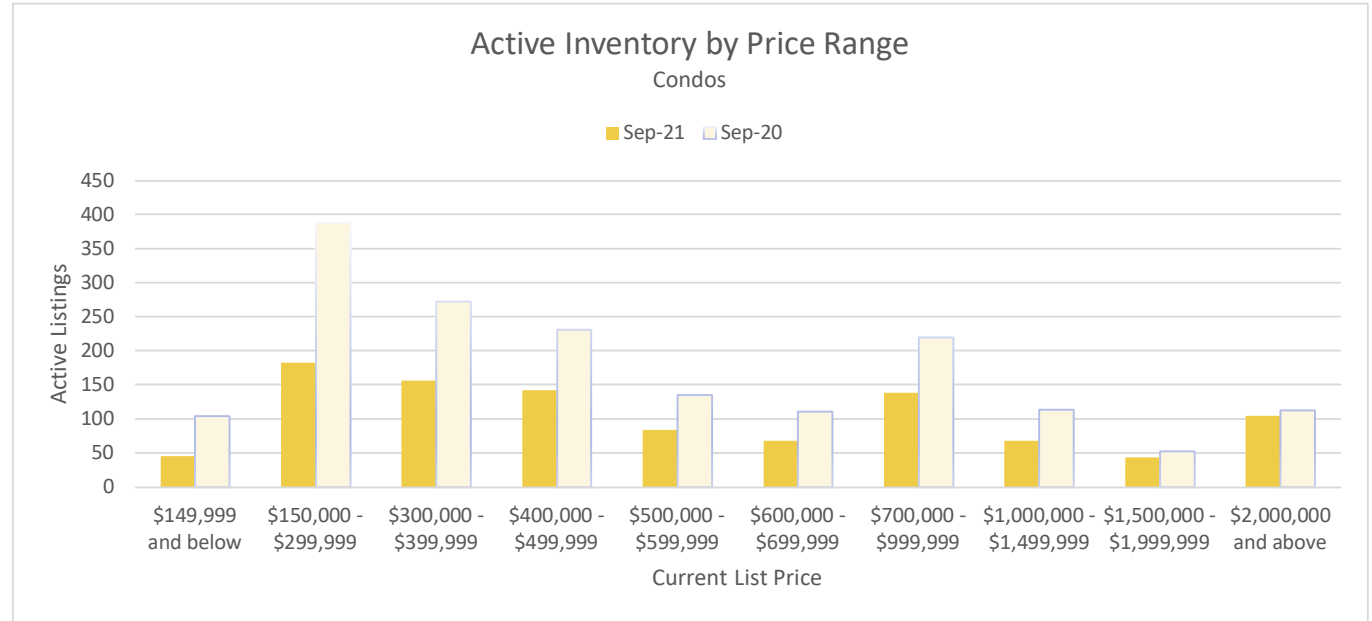 Active Inventory by Price Range
Condos
Sep-21 Sep-20
450
400
350
300
250
200
150
100
50
0
Active Listings
$149,999 $150,000 - $300,000 - $400,000 - $500,000 - $600,000 - $700,000 - $1,000,000 - $1,500,000 - $2,000,000
and below $299,999 $399,999 $499,999 $599,999 $699,999 $999,999 $1,499,999 $1,999,999 and above
Current List Price